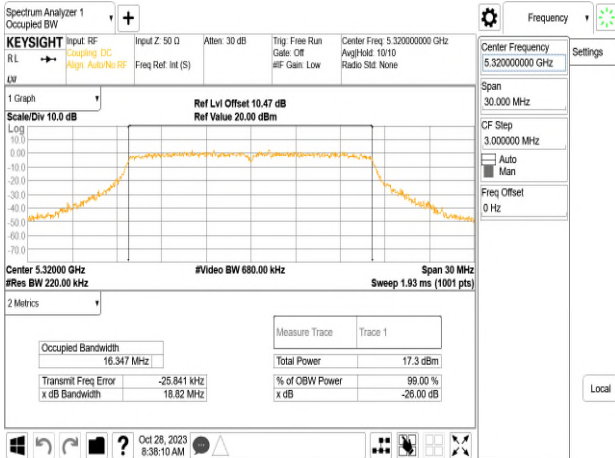 Spectrum Analyzer 1
Occupied BW
+
Frequency
KEYSIGHT
RL
Input: RF
Coupling: DC
Align: Auto/No RF
Input Z: 50 Ω
Freq Ref: Int (S)
Atten: 30 dB
Trig: Free Run
Gate: Off
#IF Gain: Low
Center Freq: 5.320000000 GHz
Avg|Hold: 10/10
Radio Std: None
Center Frequency
5.320000000 GHz
Settings
Span
30.000 MHz
CF Step
3.000000 MHz
Auto
Man
Freq Offset
0 Hz
Local
1 Graph
Scale/Div 10.0 dB
Ref Lvl Offset 10.47 dB
Ref Value 20.00 dBm
Log
10.0
0.00
-10.0
-20.0
-30.0
-40.0
-50.0
-60.0
-70.0
Center 5.32000 GHz
#Res BW 220.00 kHz
#Video BW 680.00 kHz
Span 30 MHz
Sweep 1.93 ms (1001 pts)
2 Metrics
Measure Trace Trace 1
Occupied Bandwidth
16.347 MHz
Total Power 17.3 dBm
Transmit Freq Error -25.841 kHz
% of OBW Power 99.00 %
x dB Bandwidth 18.82 MHz
x dB -26.00 dB
?
Oct 28, 2023
8:38:10 AM